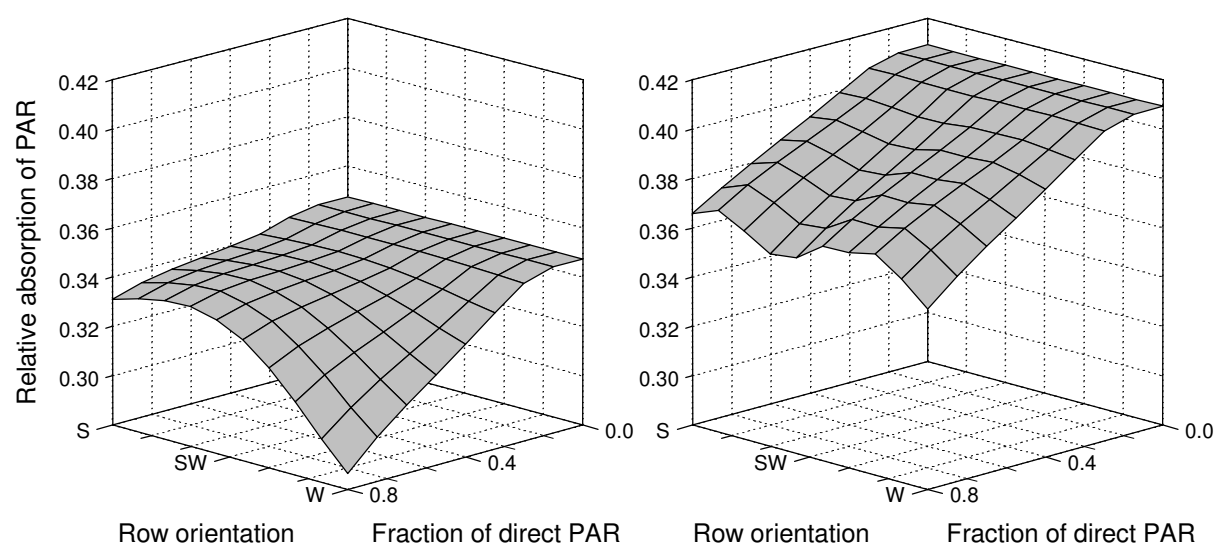 Relative absorption of PAR
0.42
0.40
0.38
0.36
0.34
0.32
0.30
S
SW
W
0.8
0.4
0.0
Row orientation
Fraction of direct PAR
0.42
0.40
0.38
0.36
0.34
0.32
0.30
S
SW
W
0.8
0.4
0.0
Row orientation
Fraction of direct PAR